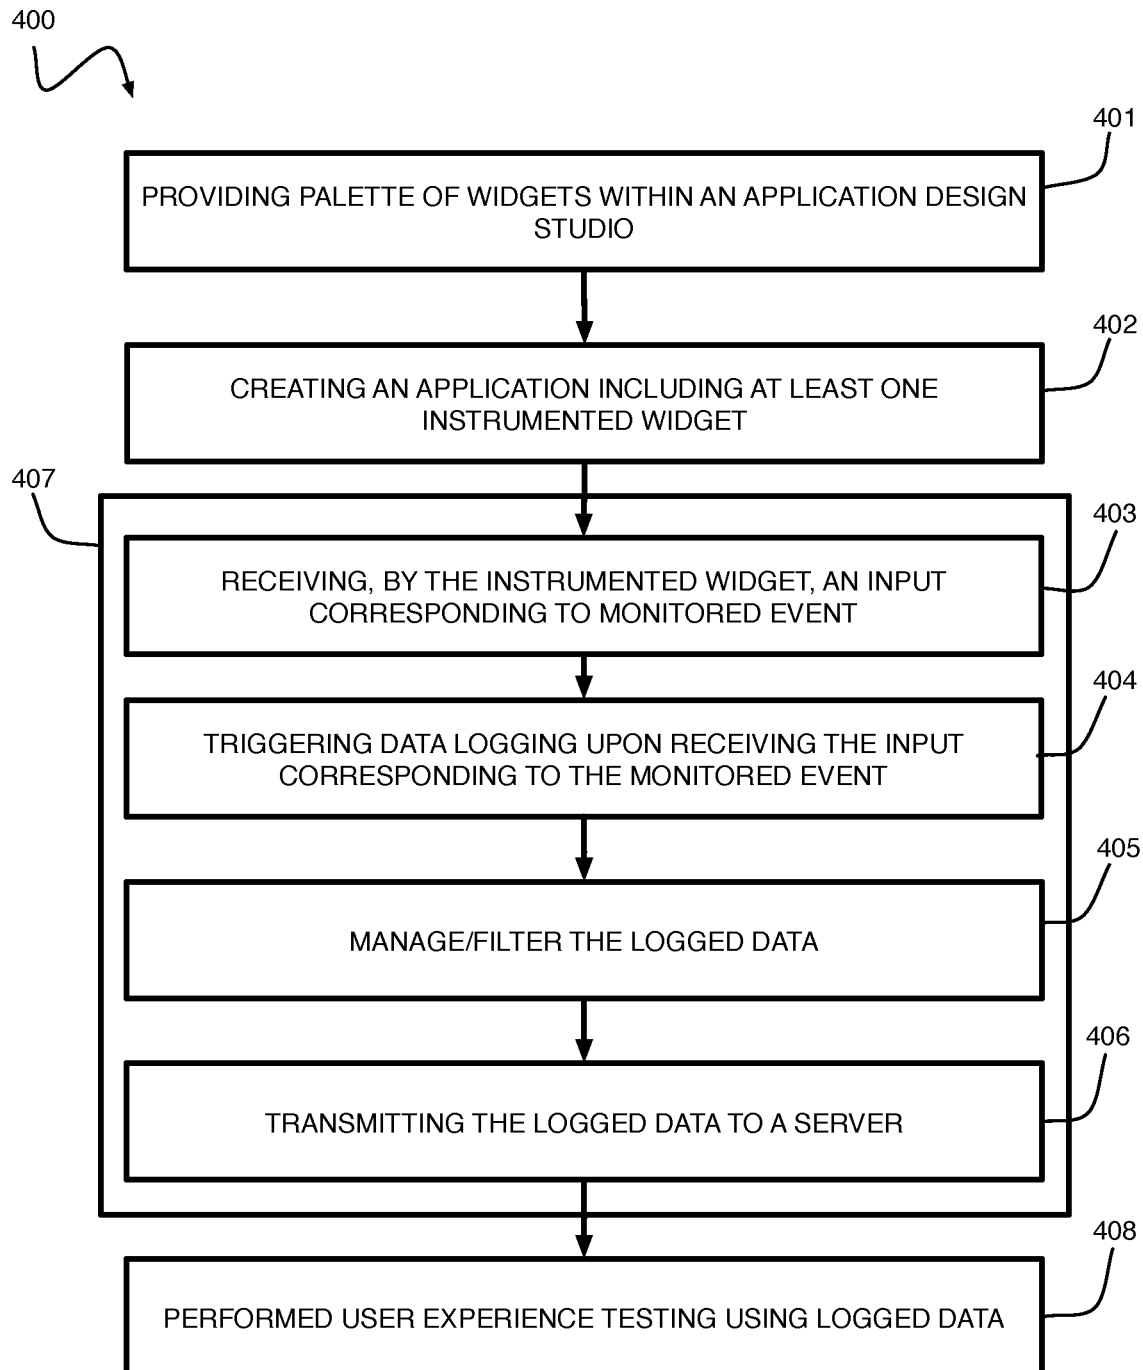 400
401
PROVIDING PALETTE OF WIDGETS WITHIN AN APPLICATION DESIGN
STUDIO
402
CREATING AN APPLICATION INCLUDING AT LEAST ONE
INSTRUMENTED WIDGET
407
403
RECEIVING, BY THE INSTRUMENTED WIDGET, AN INPUT
CORRESPONDING TO MONITORED EVENT
404
TRIGGERING DATA LOGGING UPON RECEIVING THE INPUT
CORRESPONDING TO THE MONITORED EVENT
405
MANAGE/FILTER THE LOGGED DATA
406
TRANSMITTING THE LOGGED DATA TO A SERVER
408
PERFORMED USER EXPERIENCE TESTING USING LOGGED DATA